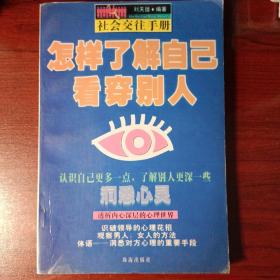 刘天雄·编著
社会交往手册
怎样了解自己
看穿别人
认识自己更多一点、了解别人更深一些
洞悉心灵
透析内心深层的心理世界
识破领导的心理花招
观察男人、女人的方法
体语——洞悉对方心理的重要手段
珠海出版社